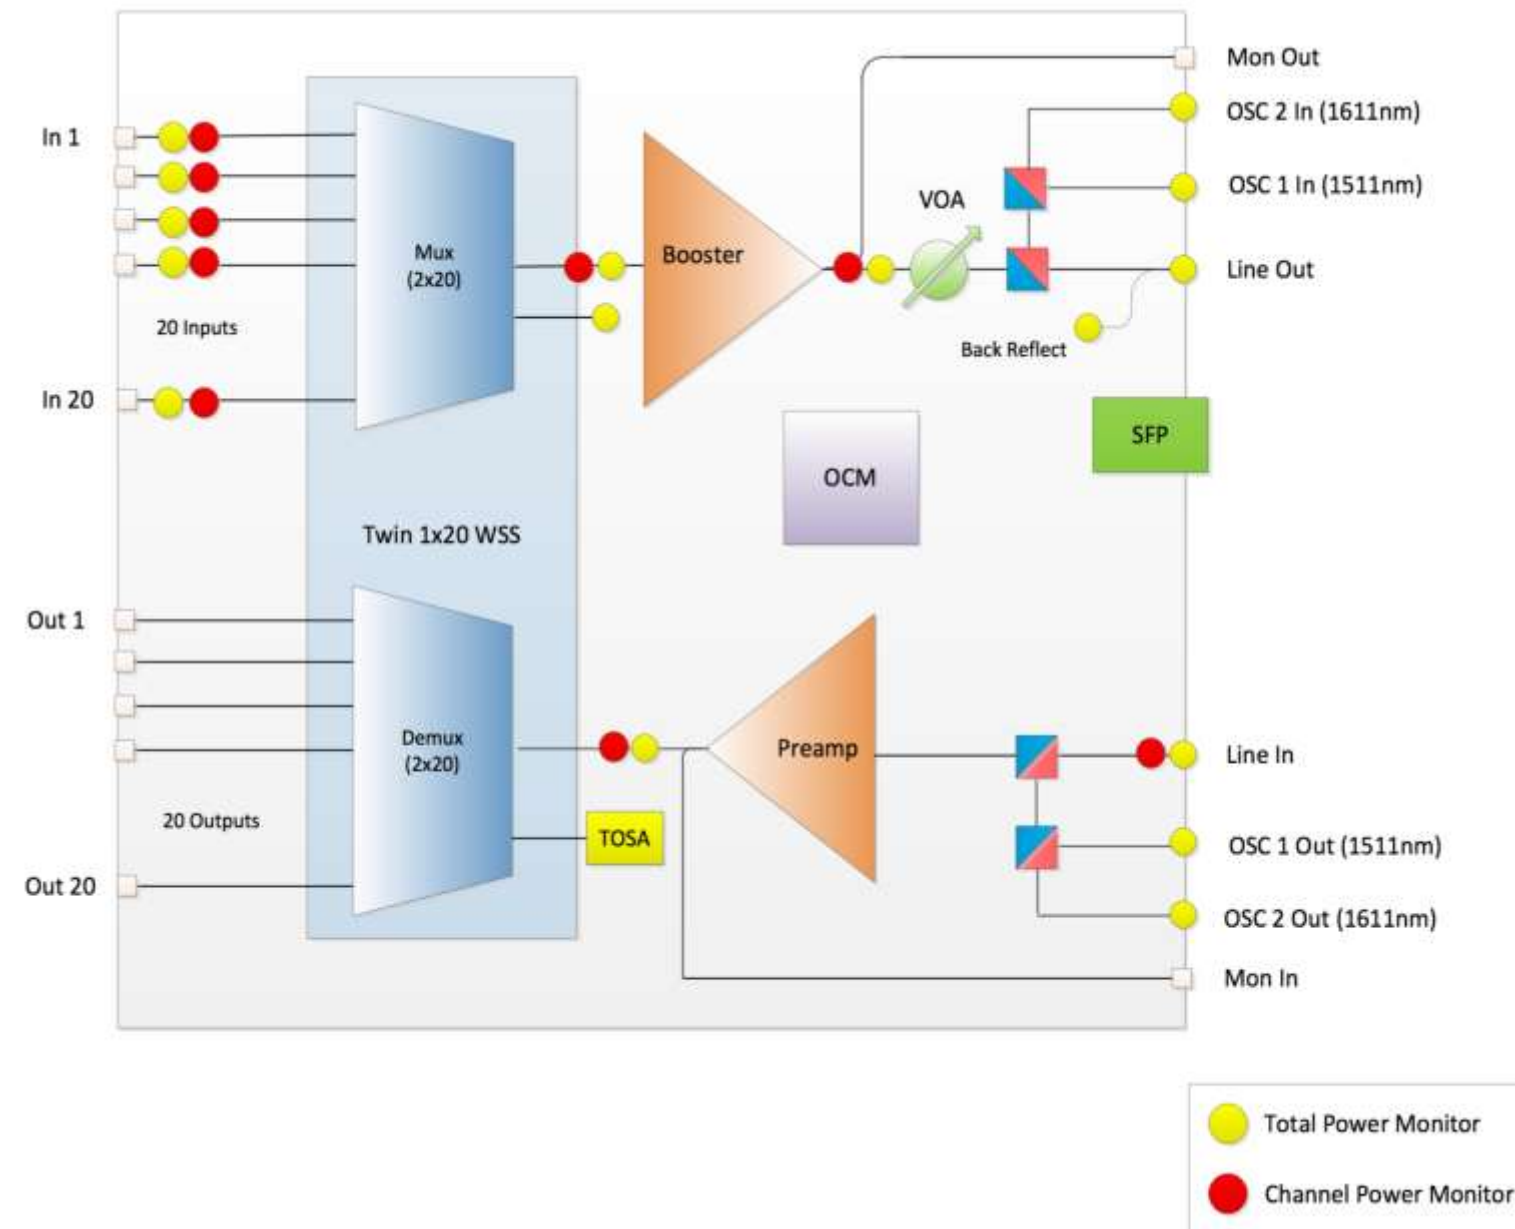 Mon Out
OSC 2 In (1611nm)
In 1
OSC 1 In (1511nm)
VOA
Mux
(2x20)
Booster
Line Out
20 Inputs
Back Reflect
In 20
SFP
OCM
Twin 1x20 WSS
Out 1
Demux
(2x20)
Preamp
Line In
20 Outputs
TOSA
OSC 1 Out (1511nm)
Out 20
OSC 2 Out (1611nm)
Mon In
Total Power Monitor
Channel Power Monitor